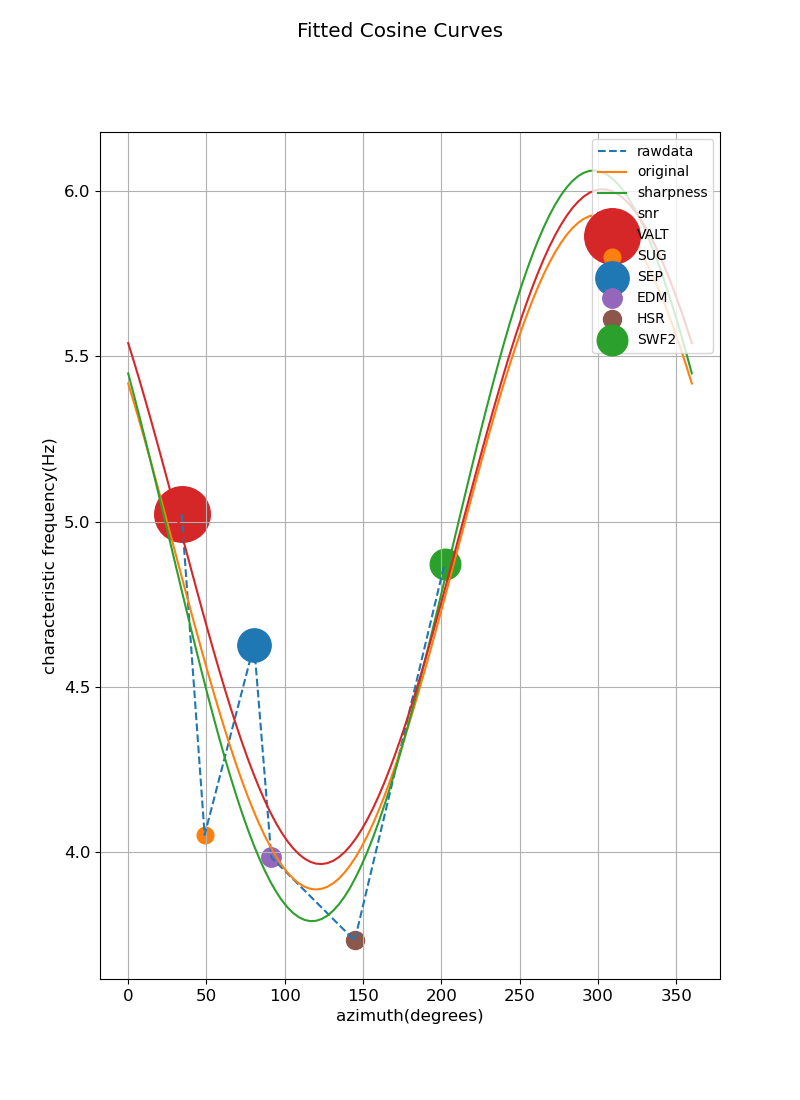 Fitted Cosine Curves
rawdata
original
sharpness
snr
VALT
SUG
SEP
EDM
HSR
SWF2
characteristic frequency(Hz)
6.0
5.5
5.0
4.5
4.0
0 50 100 150 200 250 300 350
azimuth(degrees)